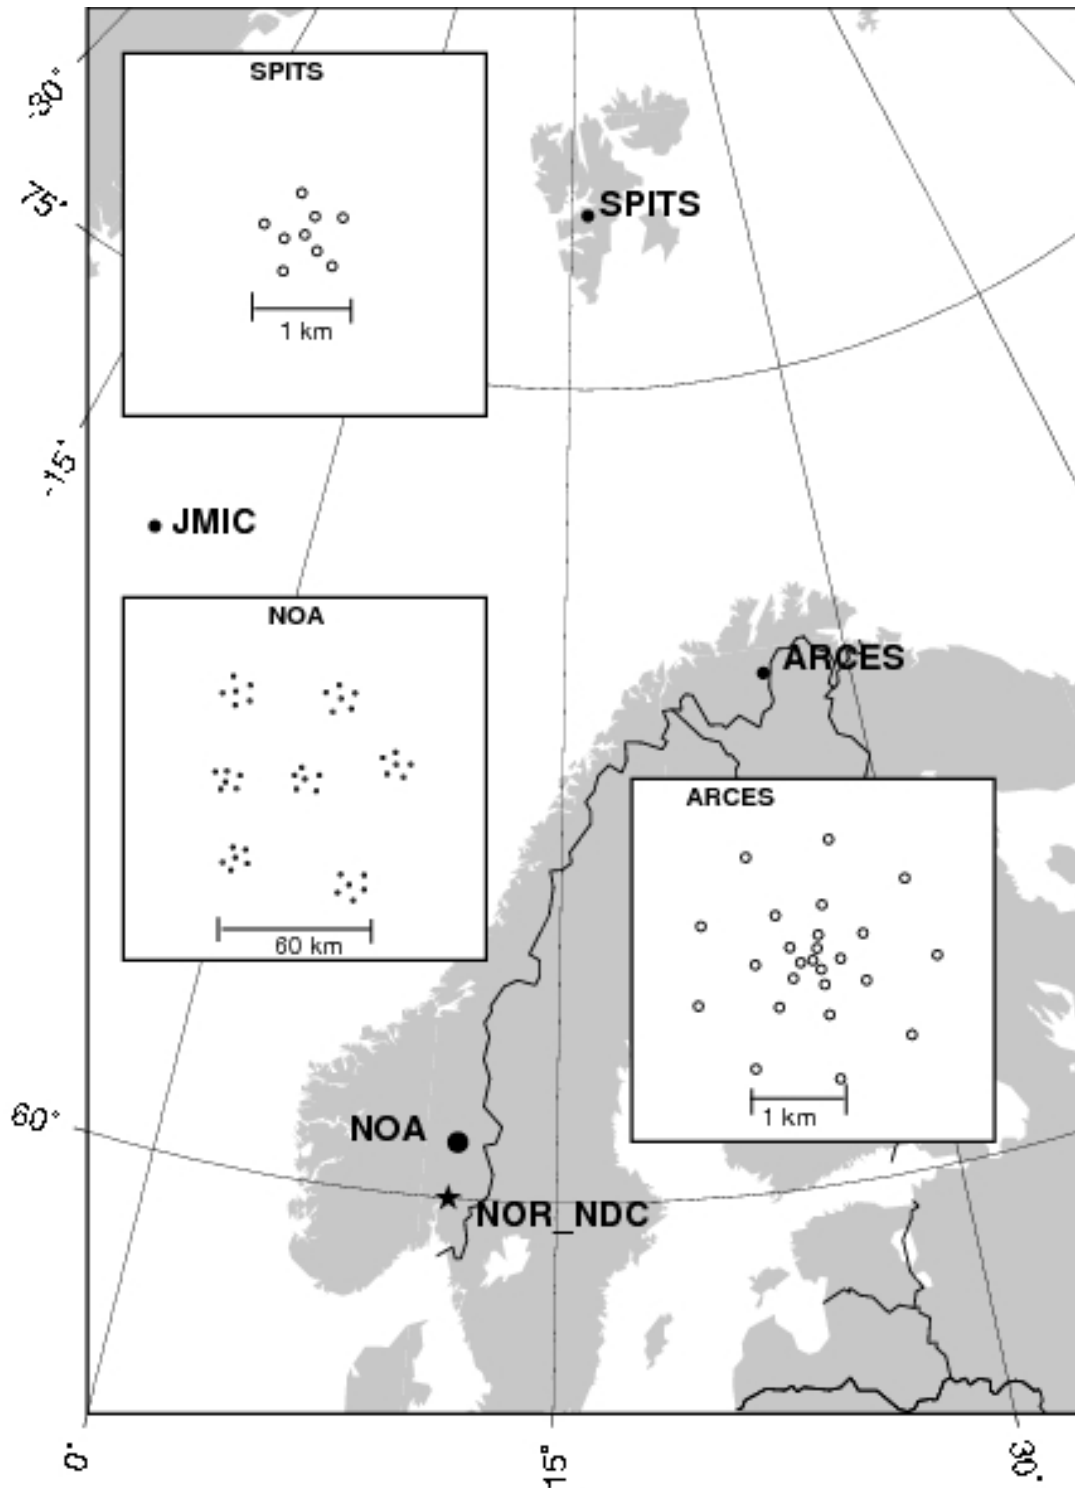 SPITS
1 km
-30°
75°
SPITS
-15°
JMIC
NOA
60 km
ARCES
ARCES
1 km
60°
NOA
NOR_NDC
0°
15°
30°